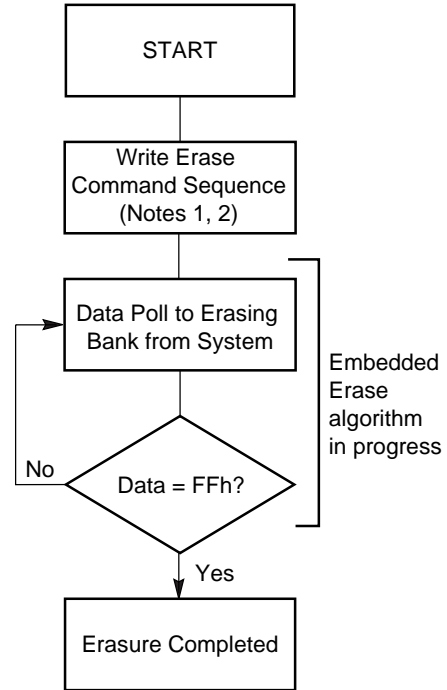 START
Write Erase
Command Sequence
(Notes 1, 2)
Data Poll to Erasing
Bank from System
Embedded
Erase
algorithm
in progress
No
Data = FFh?
Yes
Erasure Completed